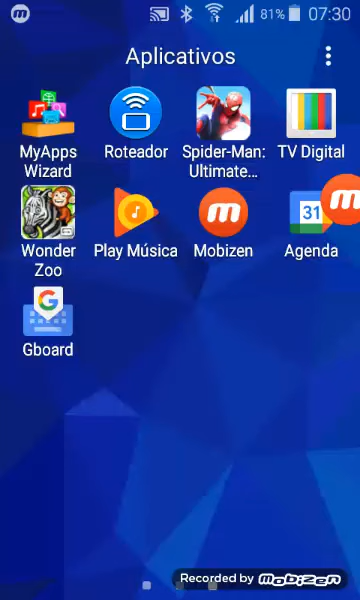 81% 07:30
Aplicativos
MyApps Wizard
Roteador
Spider-Man: Ultimate...
TV Digital
31
Wonder Zoo
Play Música
Mobizen
Agenda
G
Gboard
Recorded by mobizen